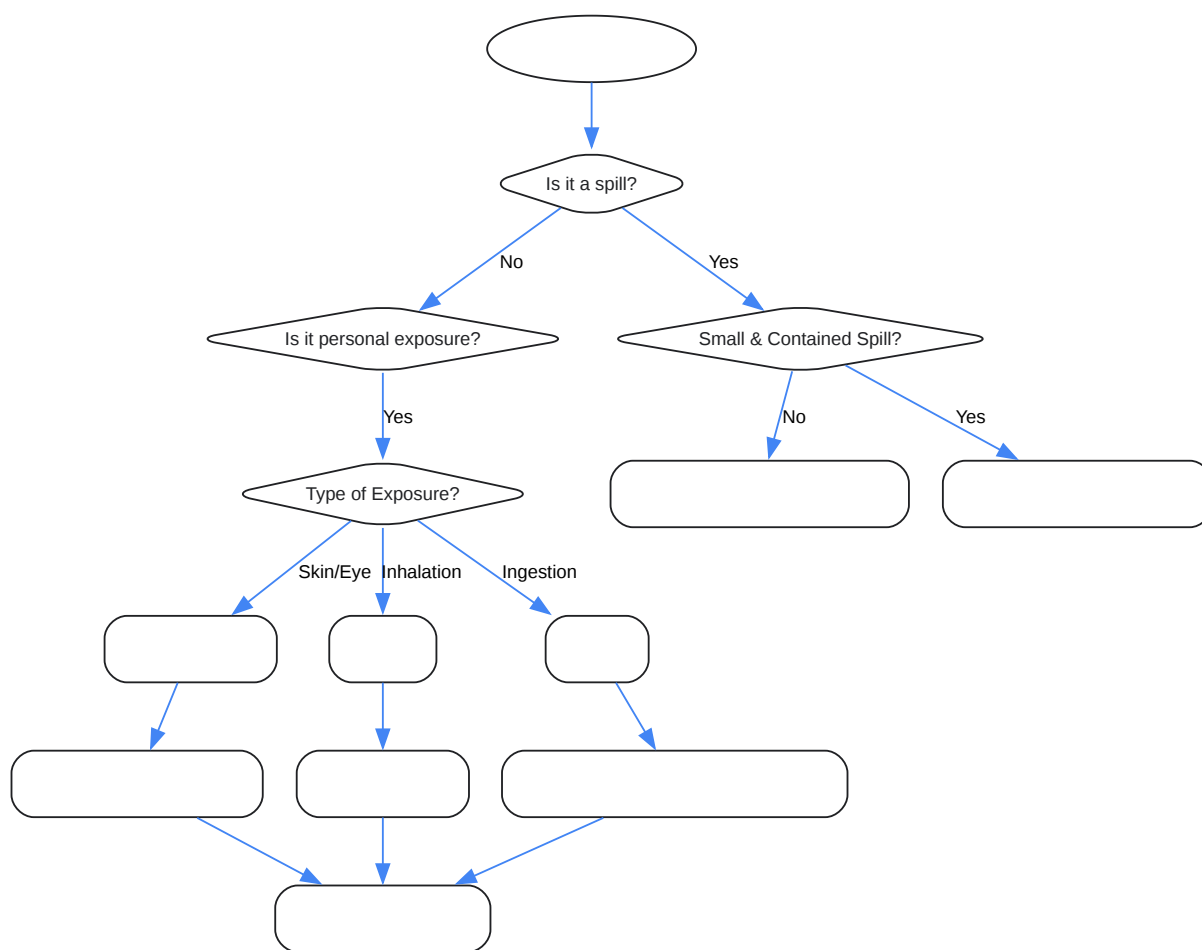 Is it a spill?
No
Yes
Is it personal exposure?
Small & Contained Spill?
Yes
No
Yes
Type of Exposure?
Skin/Eye
Inhalation
Ingestion